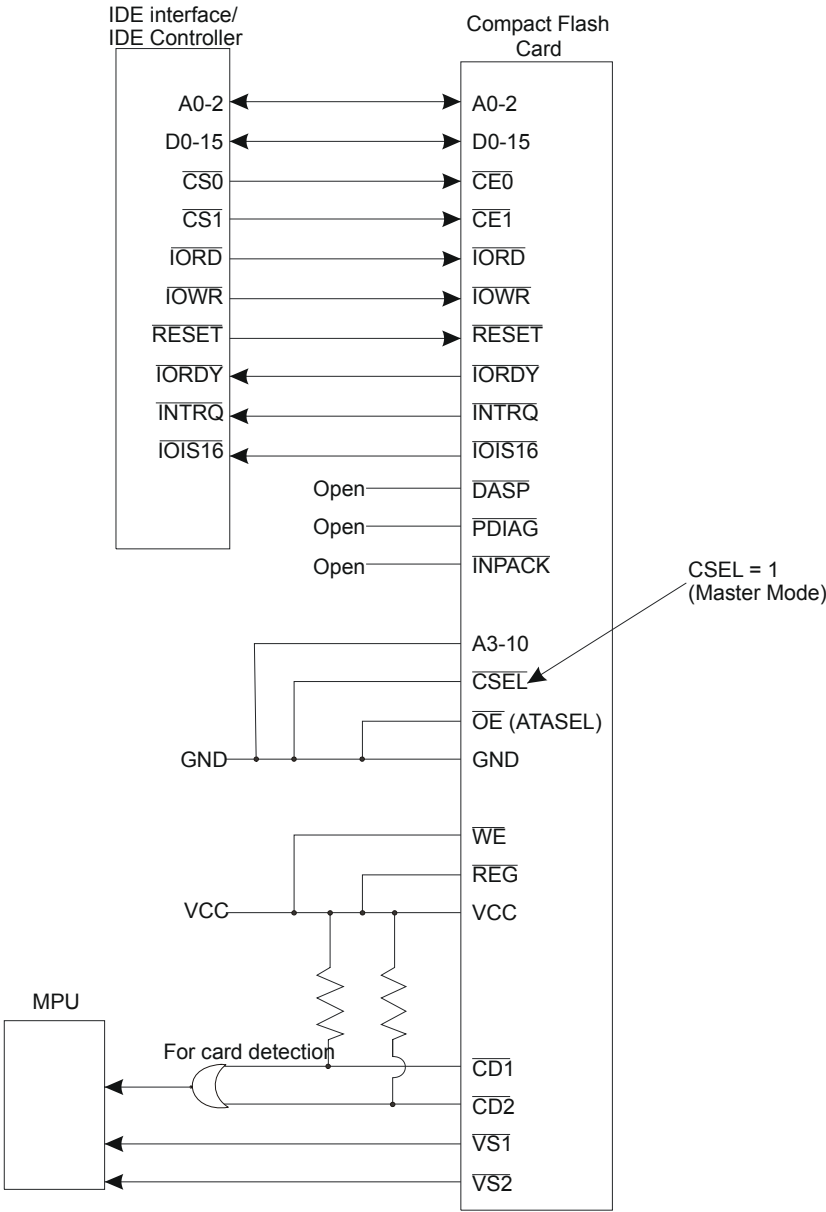 IDE interface/
IDE Controller
Compact Flash
Card
A0-2
A0-2
D0-15
D0-15
CS0
CE0
CS1
CE1
IORD
IORD
IOWR
IOWR
RESET
RESET
IORDY
IORDY
INTRQ
INTRQ
IOIS16
IOIS16
Open
DASP
Open
PDIAG
Open
INPACK
CSEL = 1
(Master Mode)
A3-10
CSEL
OE (ATASEL)
GND
GND
WE
REG
VCC
VCC
MPU
For card detection
CD1
CD2
VS1
VS2